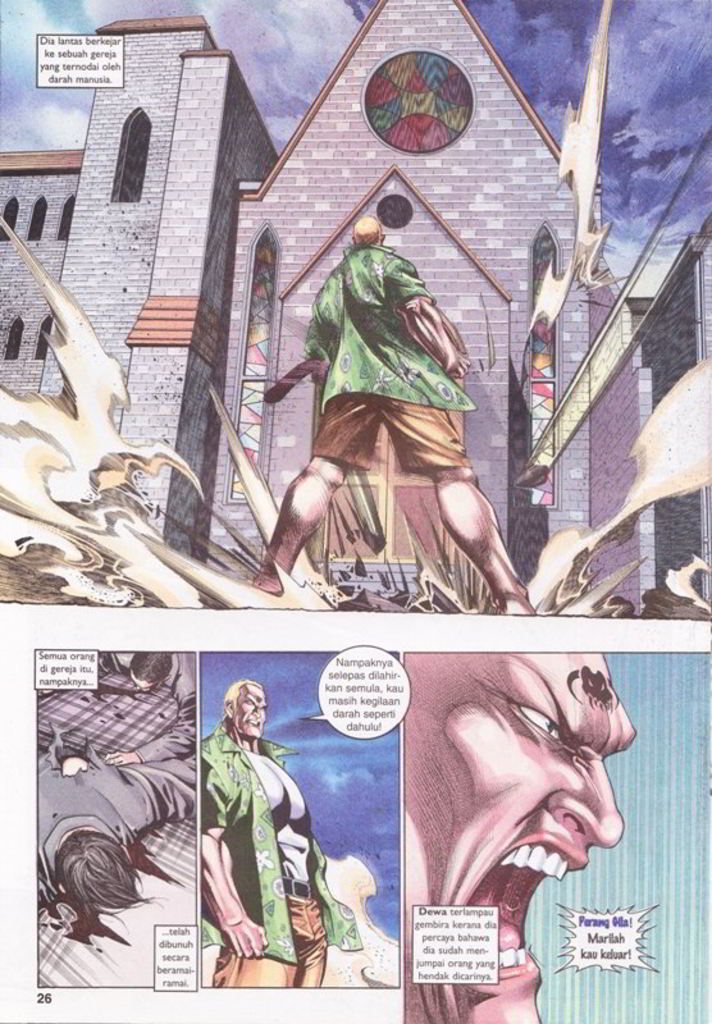 Dia lantas berkejar
ke sebuah gereja
yang ternodai oleh
darah manusia.
Semua orang
di gereja itu,
nampaknya...
...telah
dibunuh
secara
beramai-
ramai.
Nampaknya
selepas dilahir-
kan semula, kau
masih kegilaan
darah seperti
dahulu!
Dewa terlampau
gembira kerana dia
percaya bahawa
dia sudah men-
jumpai orang yang
hendak dicarinya.
Perang Gila!
Marilah
kau keluar!
26